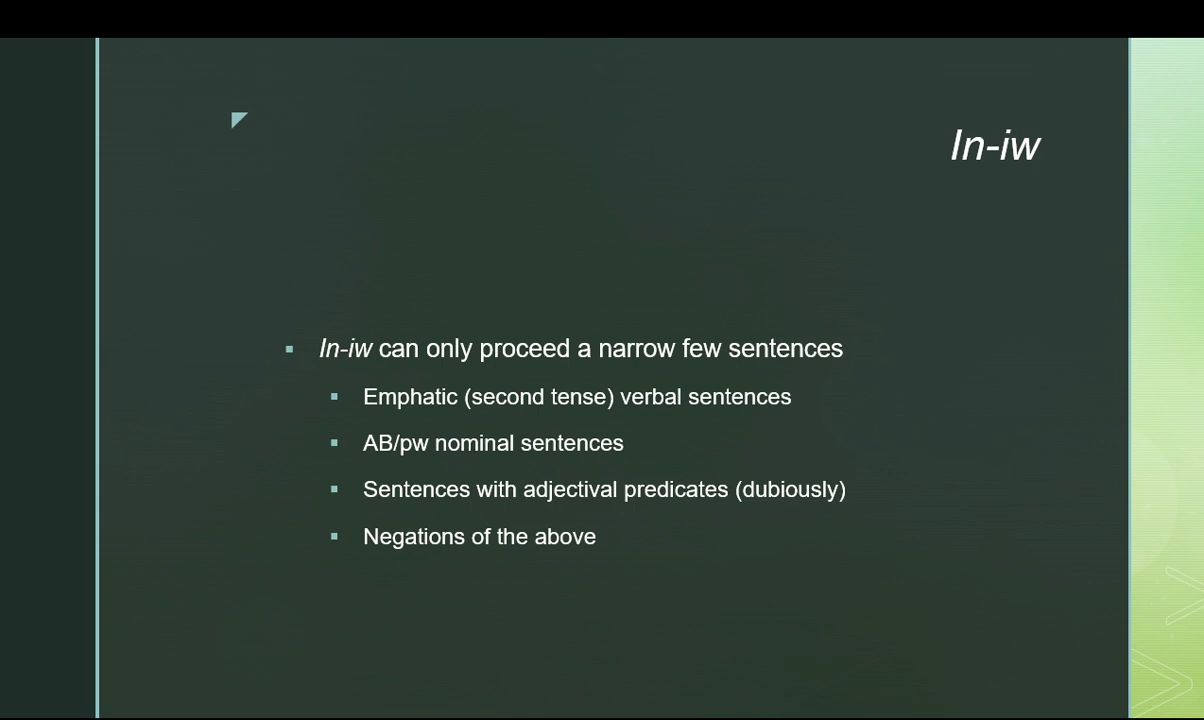 In-iw
In-iw can only proceed a narrow few sentences
Emphatic (second tense) verbal sentences
AB/pw nominal sentences
Sentences with adjectival predicates (dubiously)
Negations of the above